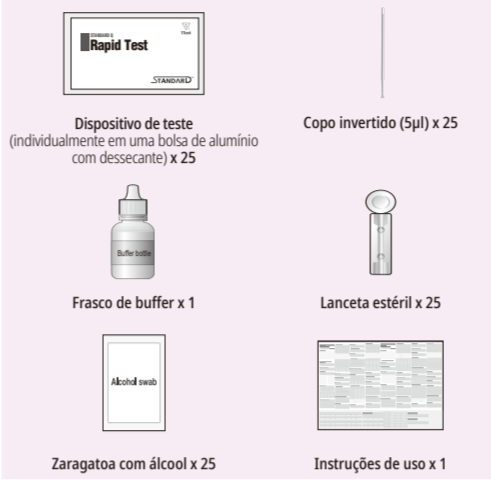 STANDARD Q
Rapid Test
1Test
STANDARD
Dispositivo de teste
(individualmente em uma bolsa de alumínio
com dessecante) x 25
Copo invertido (5µl) x 25
Buffer bottle
Frasco de buffer x 1
Lanceta estéril x 25
Alcohol swab
Zaragatoa com álcool x 25
Instruções de uso x 1